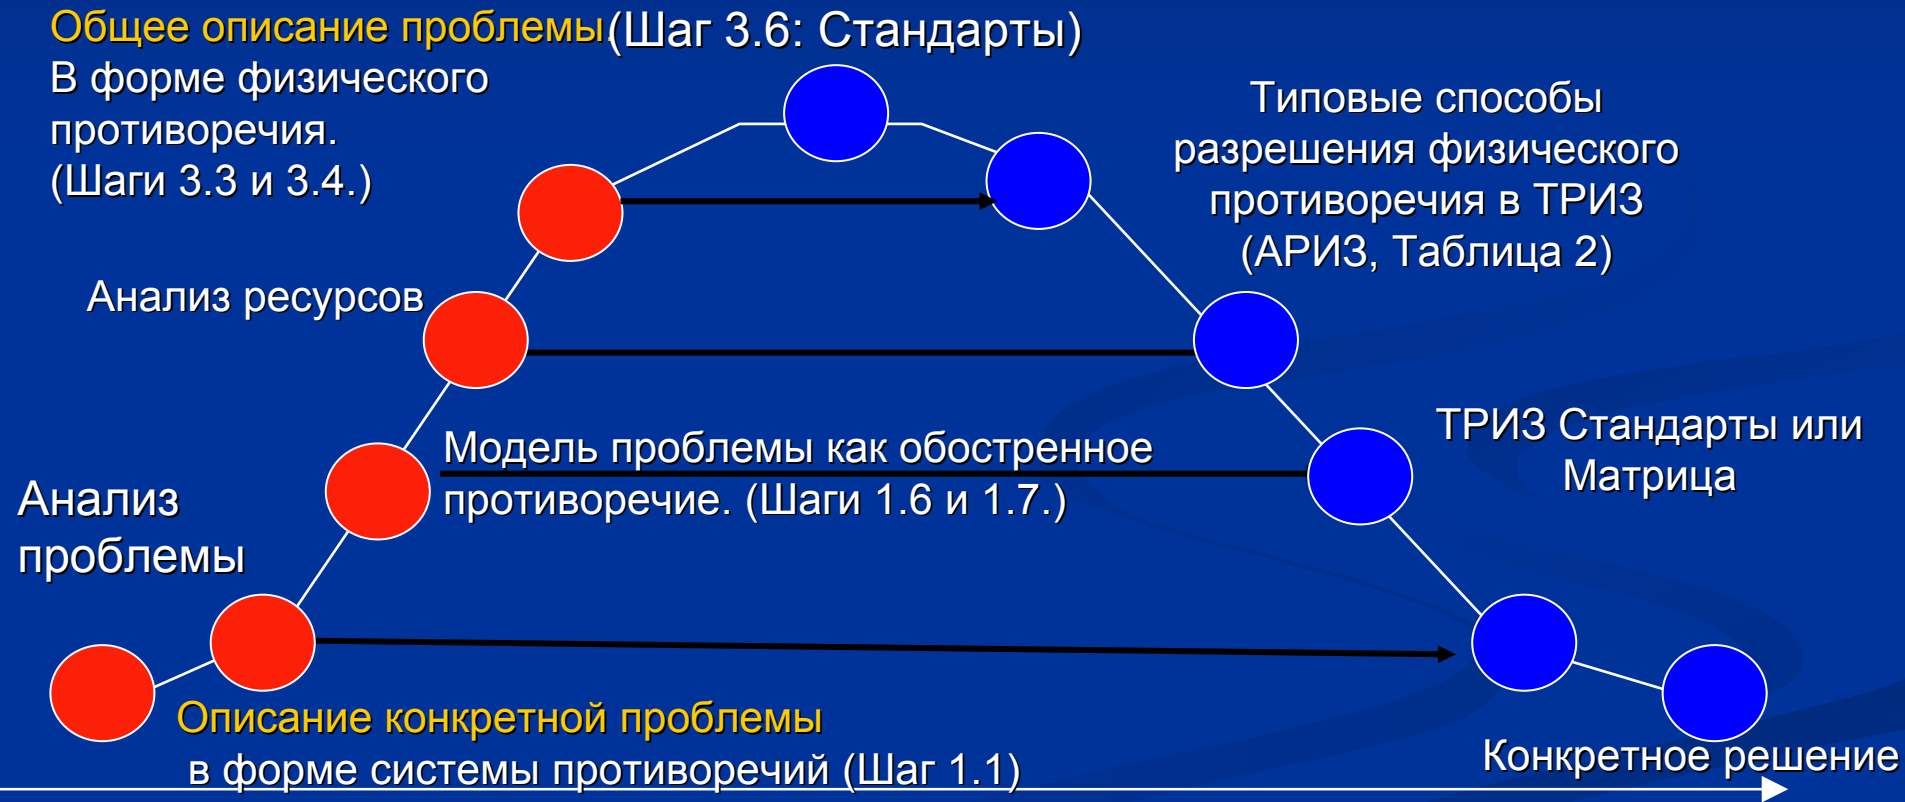 Общее описание проблемы.
(Шаг 3.6: Стандарты)
В форме физического
противоречия.
(Шаги 3.3 и 3.4.)
Типовые способы
разрешения физического
противоречия в ТРИЗ
(АРИЗ, Таблица 2)
Анализ ресурсов
ТРИЗ Стандарты или
Матрица
Модель проблемы как обостренное
противоречие. (Шаги 1.6 и 1.7.)
Анализ
проблемы
Описание конкретной проблемы
в форме системы противоречий (Шаг 1.1)
Конкретное решение